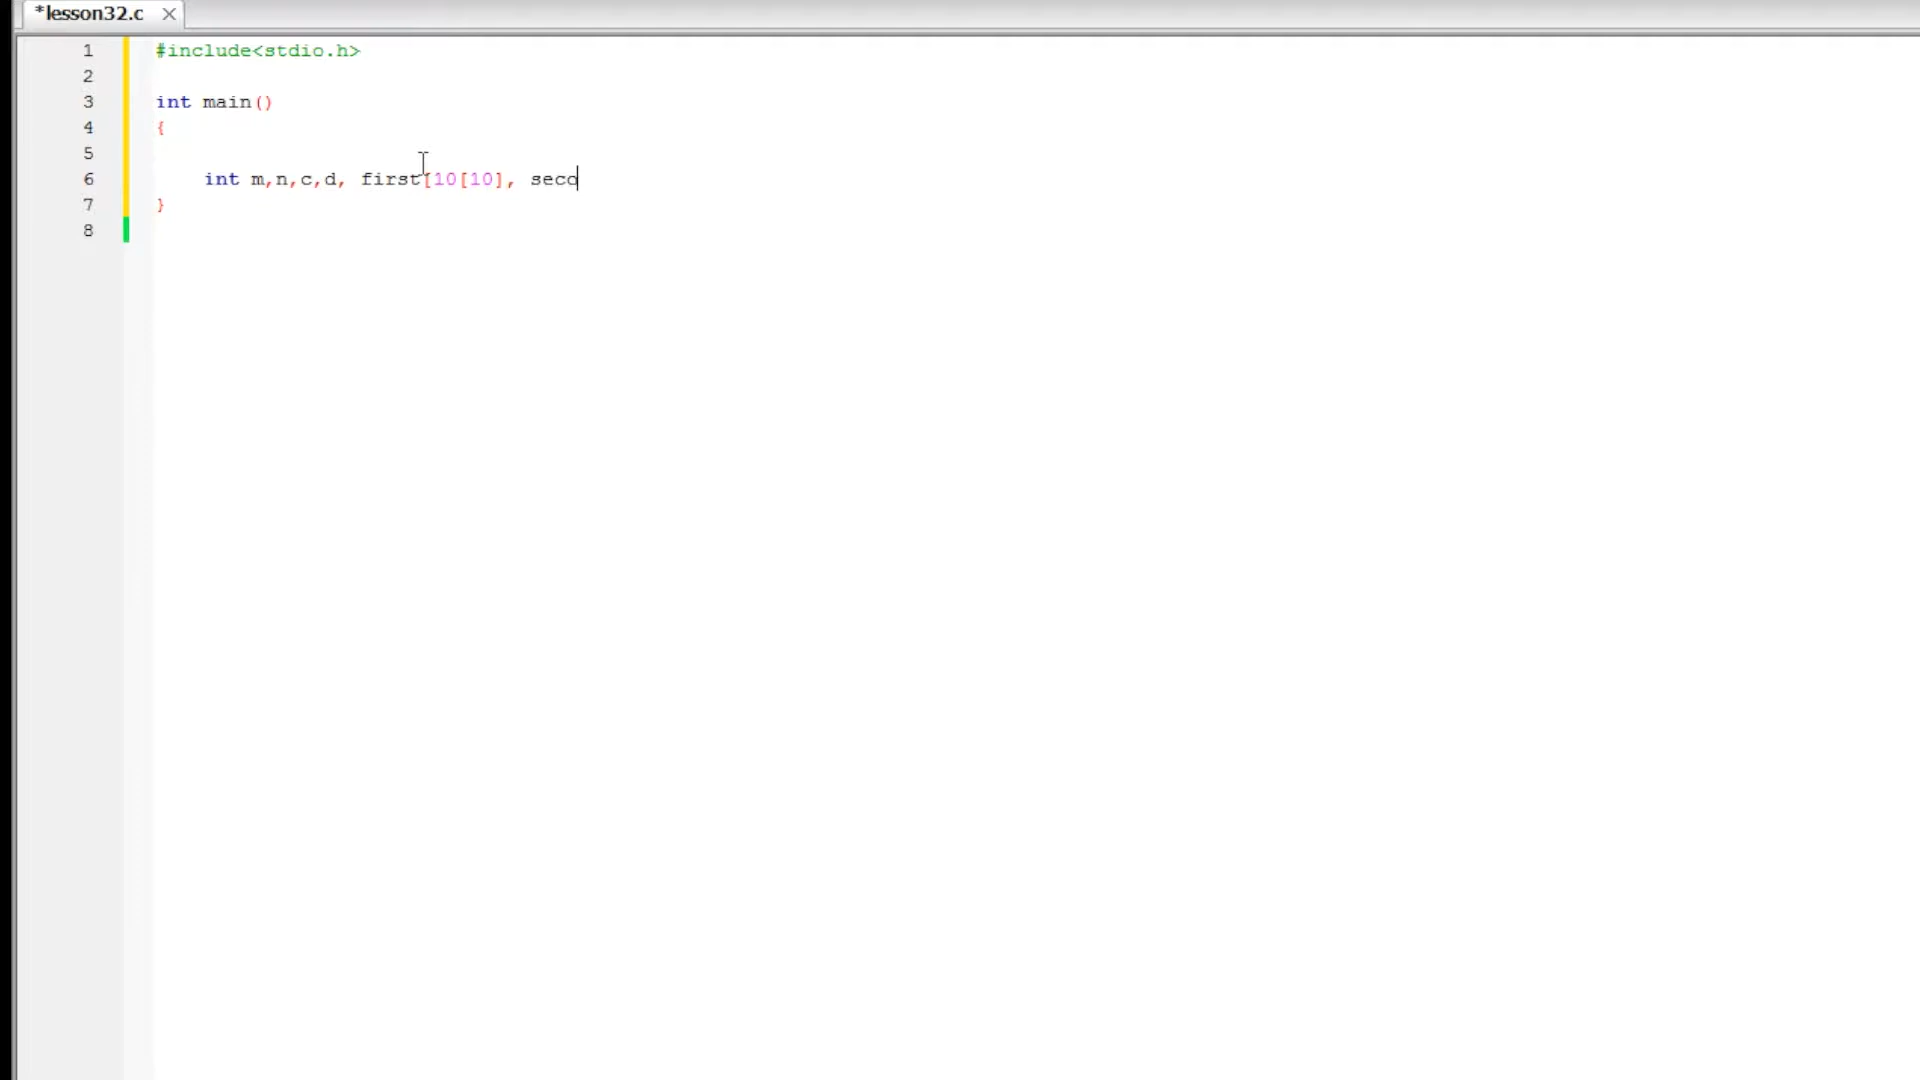 *lesson32.c ×
1 #include<stdio.h>
2
3 int main()
4 {
5
6 int m,n,c,d, first[10[10], seco
7 }
8